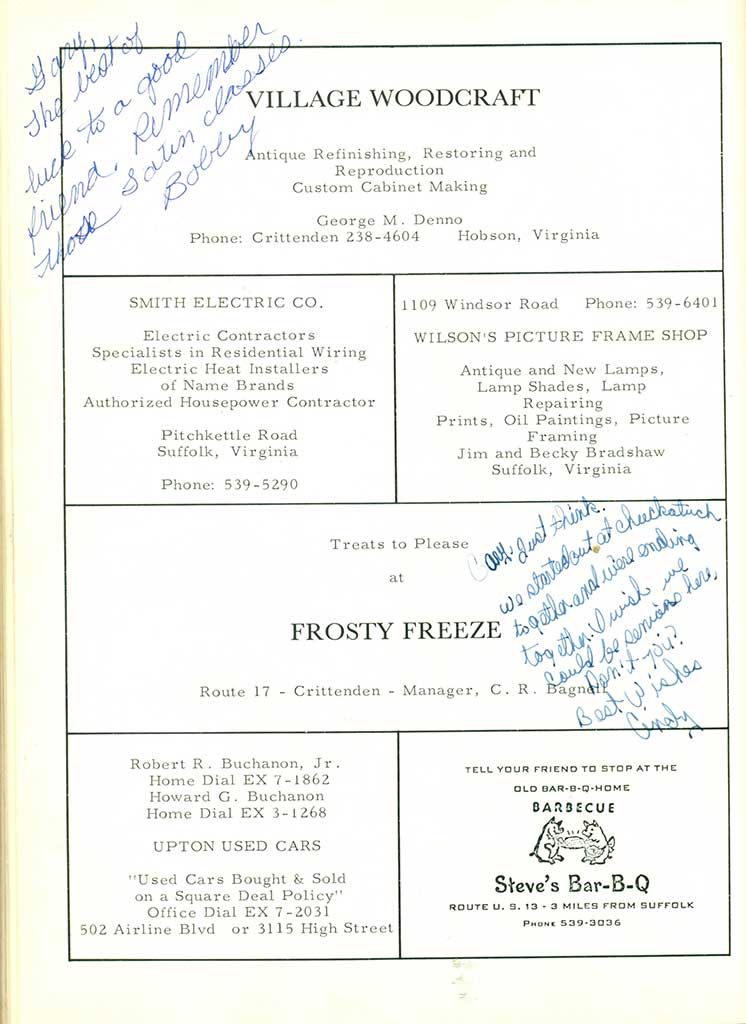 Gary,
The best of
luck to a good
friend. Remember
those Latin classes.
Bobby
VILLAGE WOODCRAFT
Antique Refinishing, Restoring and
Reproduction
Custom Cabinet Making
George M. Denno
Phone: Crittenden 238-4604 Hobson, Virginia
SMITH ELECTRIC CO.
Electric Contractors
Specialists in Residential Wiring
Electric Heat Installers
of Name Brands
Authorized Housepower Contractor
Pitchkettle Road
Suffolk, Virginia
Phone: 539-5290
1109 Windsor Road Phone: 539-6401
WILSON'S PICTURE FRAME SHOP
Antique and New Lamps,
Lamp Shades, Lamp
Repairing
Prints, Oil Paintings, Picture
Framing
Jim and Becky Bradshaw
Suffolk, Virginia
Treats to Please
at
FROSTY FREEZE
Route 17 - Crittenden - Manager, C. R. Bagnell
Gary, Just think.
we started out at Chuckatuck
together and we're ending
together. I wish we
could be seniors here,
Don't you?
Best Wishes
Cindy
Robert R. Buchanon, Jr.
Home Dial EX 7-1862
Howard G. Buchanon
Home Dial EX 3-1268
UPTON USED CARS
"Used Cars Bought & Sold
on a Square Deal Policy"
Office Dial EX 7-2031
502 Airline Blvd or 3115 High Street
TELL YOUR FRIEND TO STOP AT THE
OLD BAR-B-Q-HOME
BARBECUE
Steve's Bar-B-Q
ROUTE U. S. 13 - 3 MILES FROM SUFFOLK
PHONE 539-3036